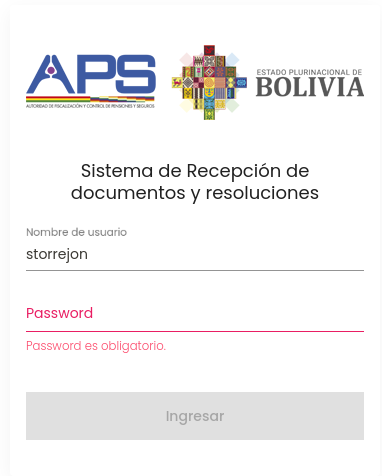 APS
AUTORIDAD DE FISCALIZACIÓN Y CONTROL DE PENSIONES Y SEGUROS
ESTADO PLURINACIONAL DE
BOLIVIA
Sistema de Recepción de
documentos y resoluciones
Nombre de usuario
storrejon
Password
Password es obligatorio.
Ingresar